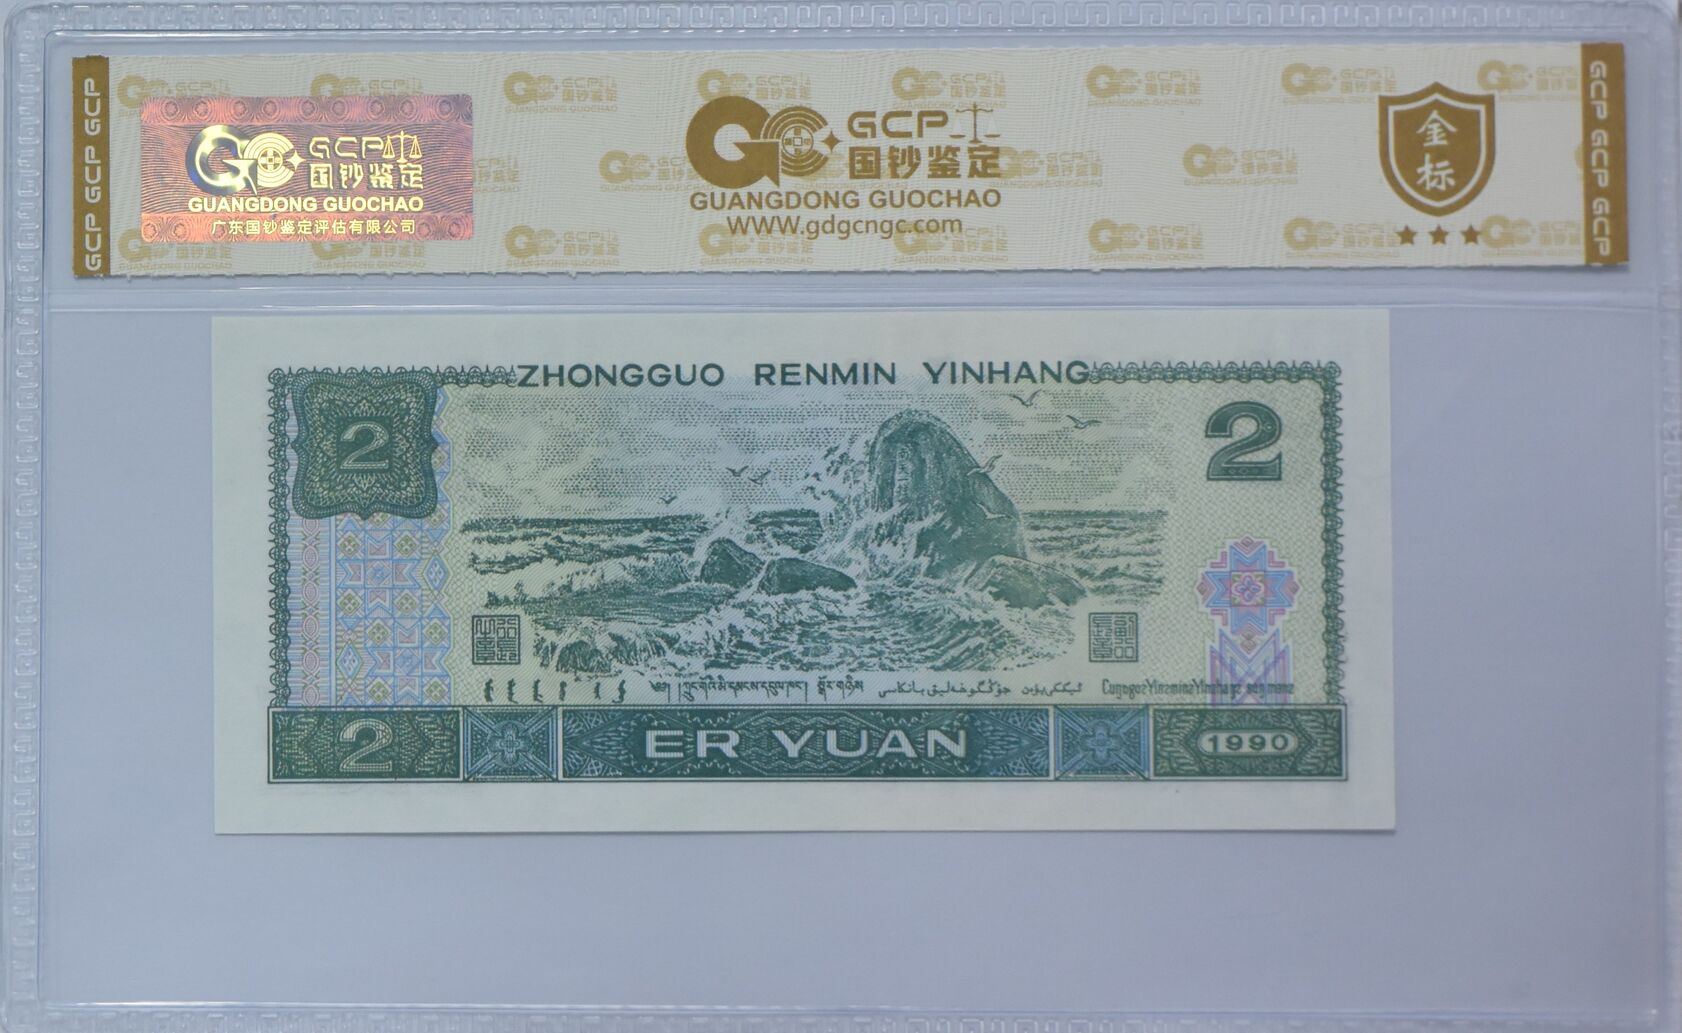 GCP GCP GCP
GCP
国钞鉴定
GUANGDONG GUOCHAO
广东国钞鉴定评估有限公司
GCP
国钞鉴定
GUANGDONG GUOCHAO
WWW.gdgcngc.com
金标
GCP GCP GCP
ZHONGGUO RENMIN YINHANG
2
2
2
ER YUAN
1990